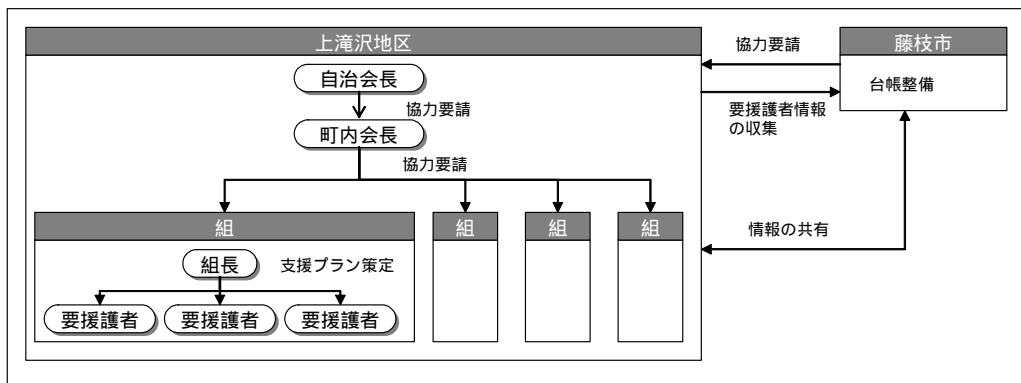 上滝沢地区
自治会長
協力要請
町内会長
協力要請
組
組長
支援プラン策定
要援護者
要援護者
要援護者
組
組
組
協力要請
藤枝市
台帳整備
要援護者情報
の収集
情報の共有